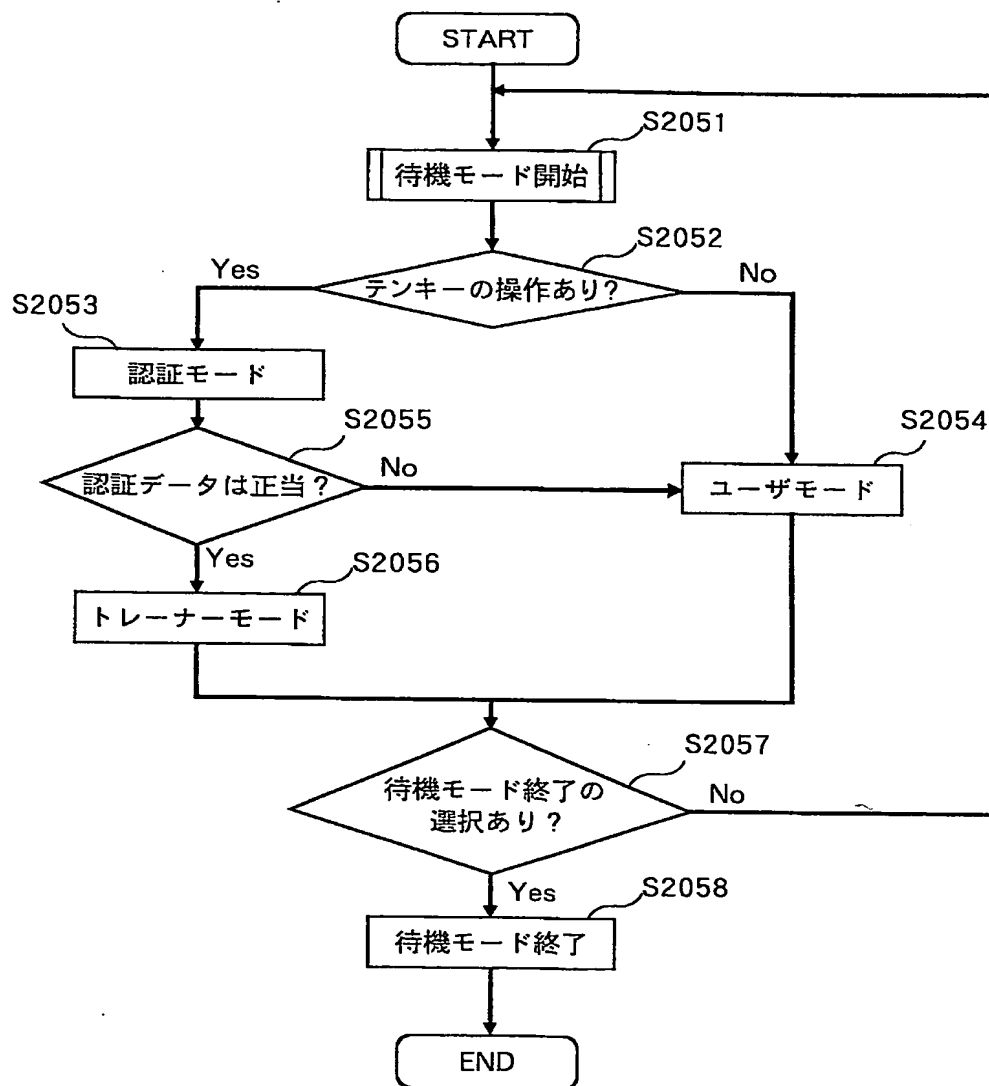 START
S2051
待機モード開始
S2052
Yes
テンキーの操作あり?
No
S2053
認証モード
S2055
S2054
認証データは正当?
No
ユーザモード
Yes
S2056
トレーナーモード
S2057
待機モード終了の
選択あり?
No
Yes
S2058
待機モード終了
END